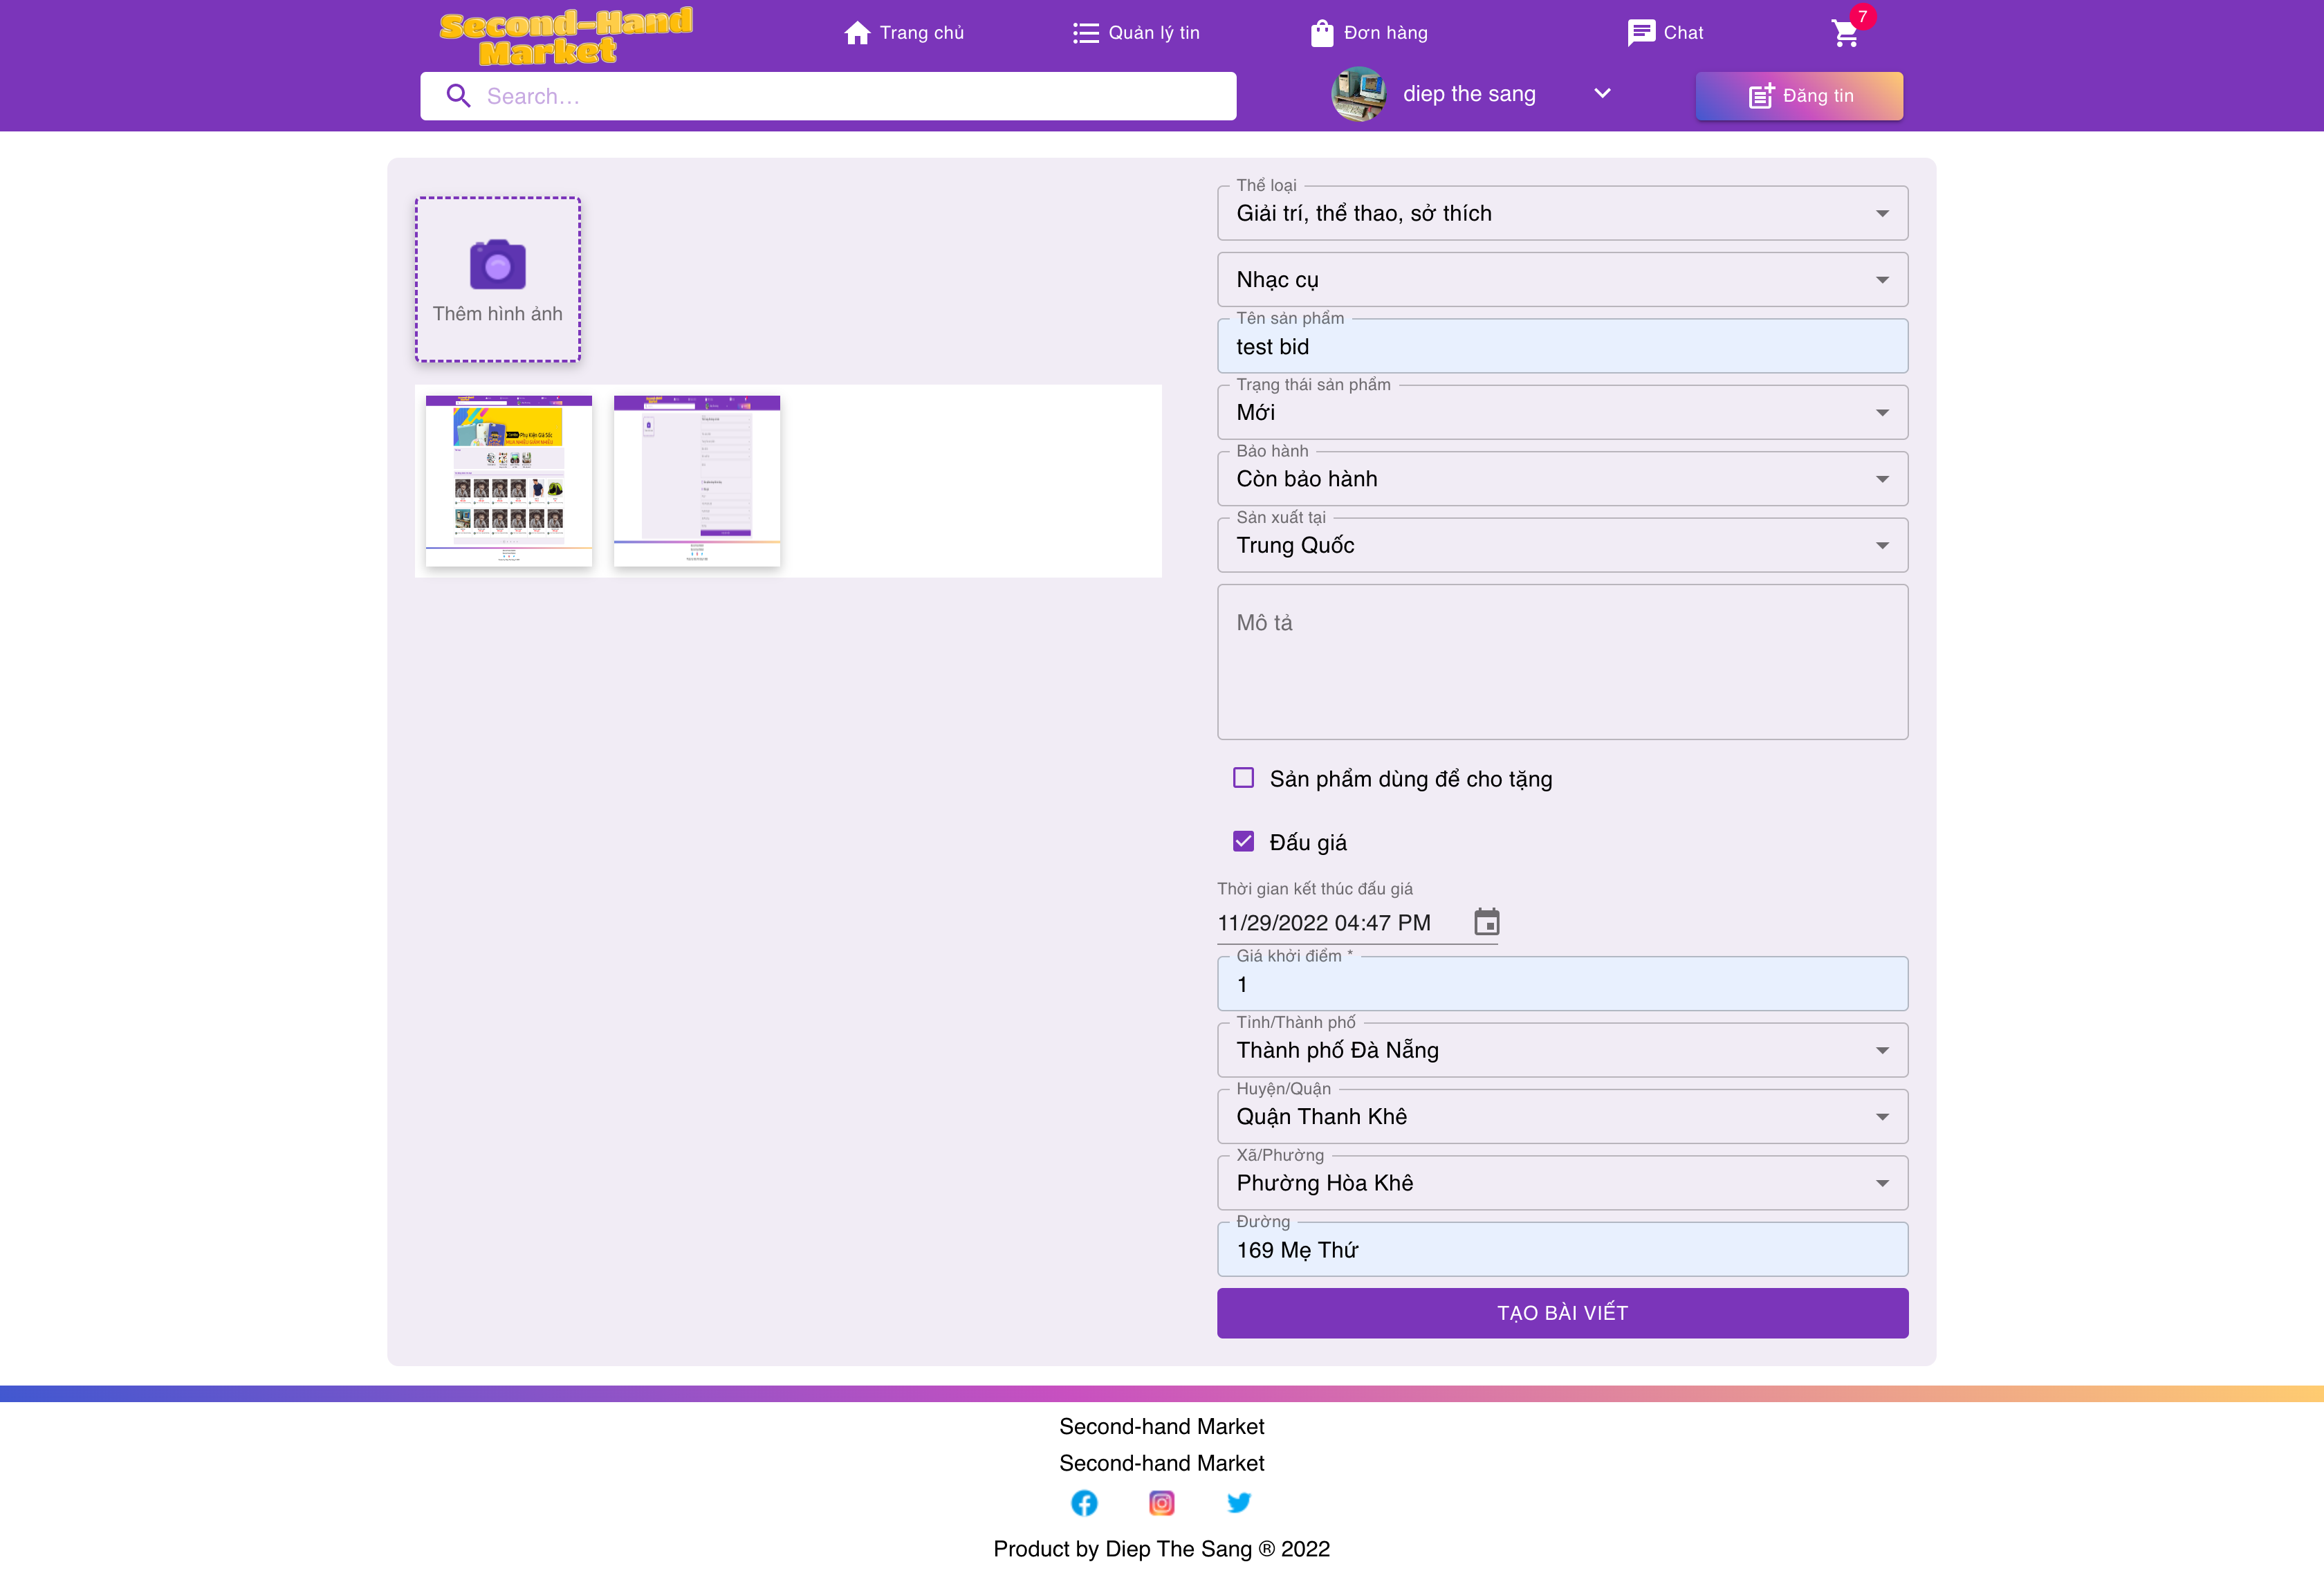 Second-Hand
Market
Trang chủ
Quản lý tin
Đơn hàng
Chat
7
Search...
diep the sang
Đăng tin
Thêm hình ảnh
Thể loại
Giải trí, thể thao, sở thích
Nhạc cụ
Tên sản phẩm
test bid
Trạng thái sản phẩm
Mới
Bảo hành
Còn bảo hành
Sản xuất tại
Trung Quốc
Mô tả
Sản phẩm dùng để cho tặng
Đấu giá
Thời gian kết thúc đấu giá
11/29/2022 04:47 PM
Giá khởi điểm *
1
Tỉnh/Thành phố
Thành phố Đà Nẵng
Huyện/Quận
Quận Thanh Khê
Xã/Phường
Phường Hòa Khê
Đường
169 Mẹ Thứ
TẠO BÀI VIẾT
Second-hand Market
Second-hand Market
Product by Diep The Sang ® 2022